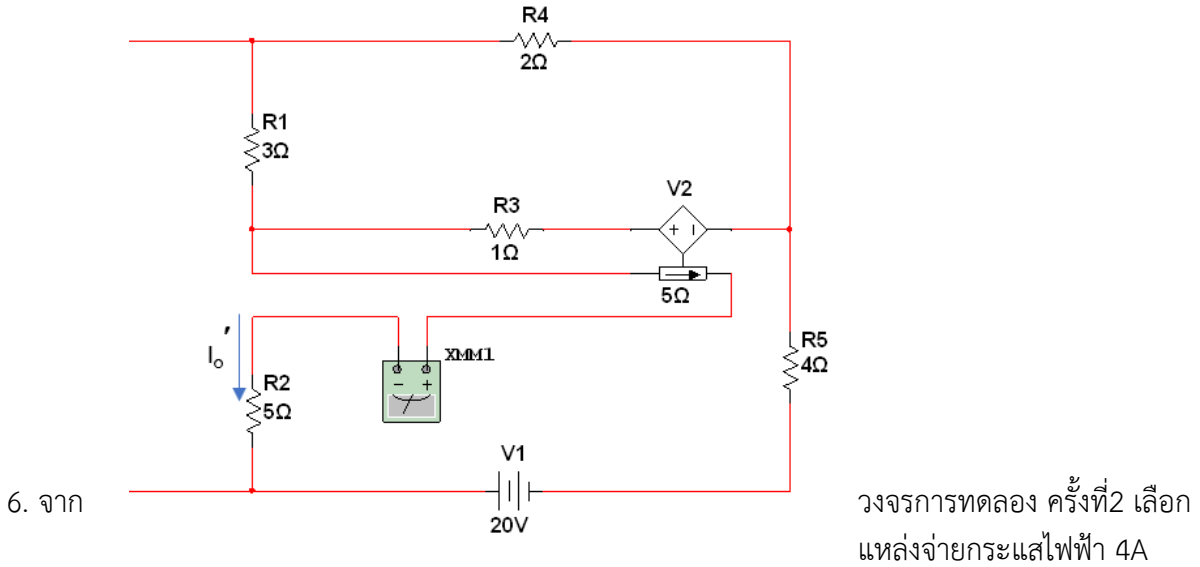 R4
2Ω
R1
3Ω
V2
R3
+ -
1Ω
5Ω
Io'
XMM1
- +
R5
4Ω
R2
5Ω
V1
6. จาก วงจรการทดลอง ครั้งที่2 เลือก
20V
แหล่งจ่ายกระแสไฟฟ้า 4A